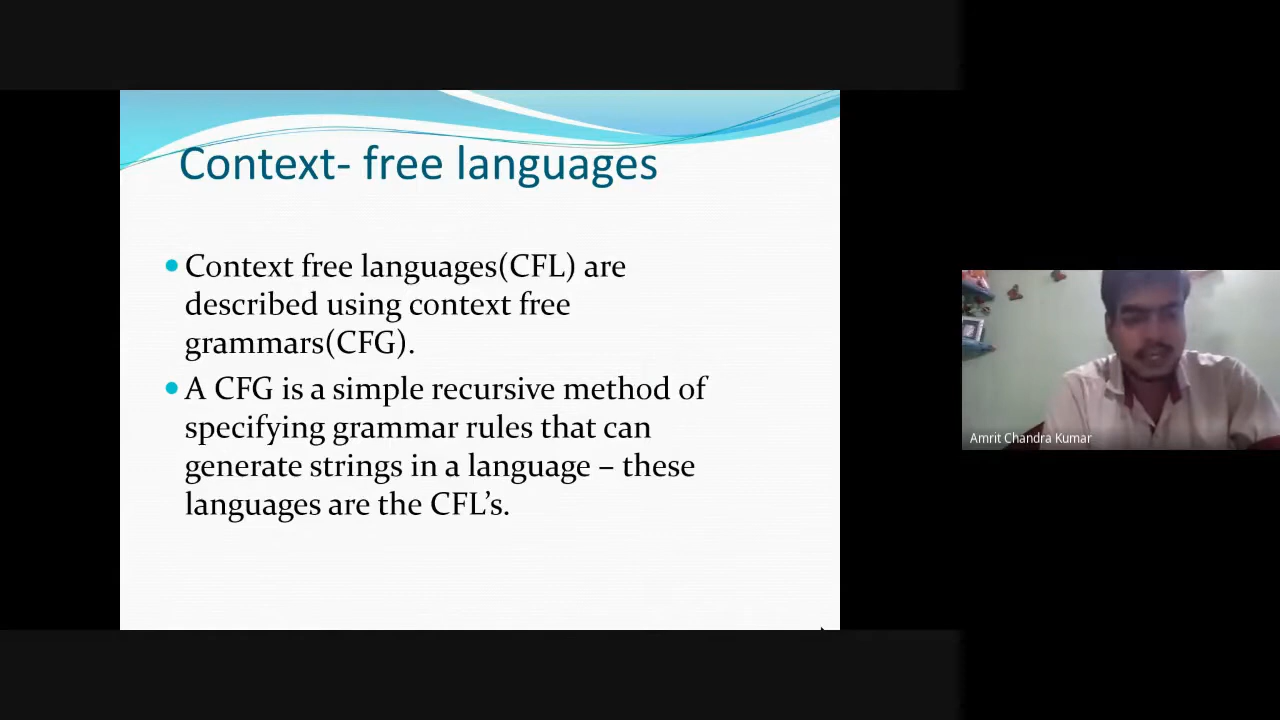 Context- free languages
• Context free languages(CFL) are
described using context free
grammars(CFG).
• A CFG is a simple recursive method of
specifying grammar rules that can
generate strings in a language – these
languages are the CFL’s.
Amrit Chandra Kumar